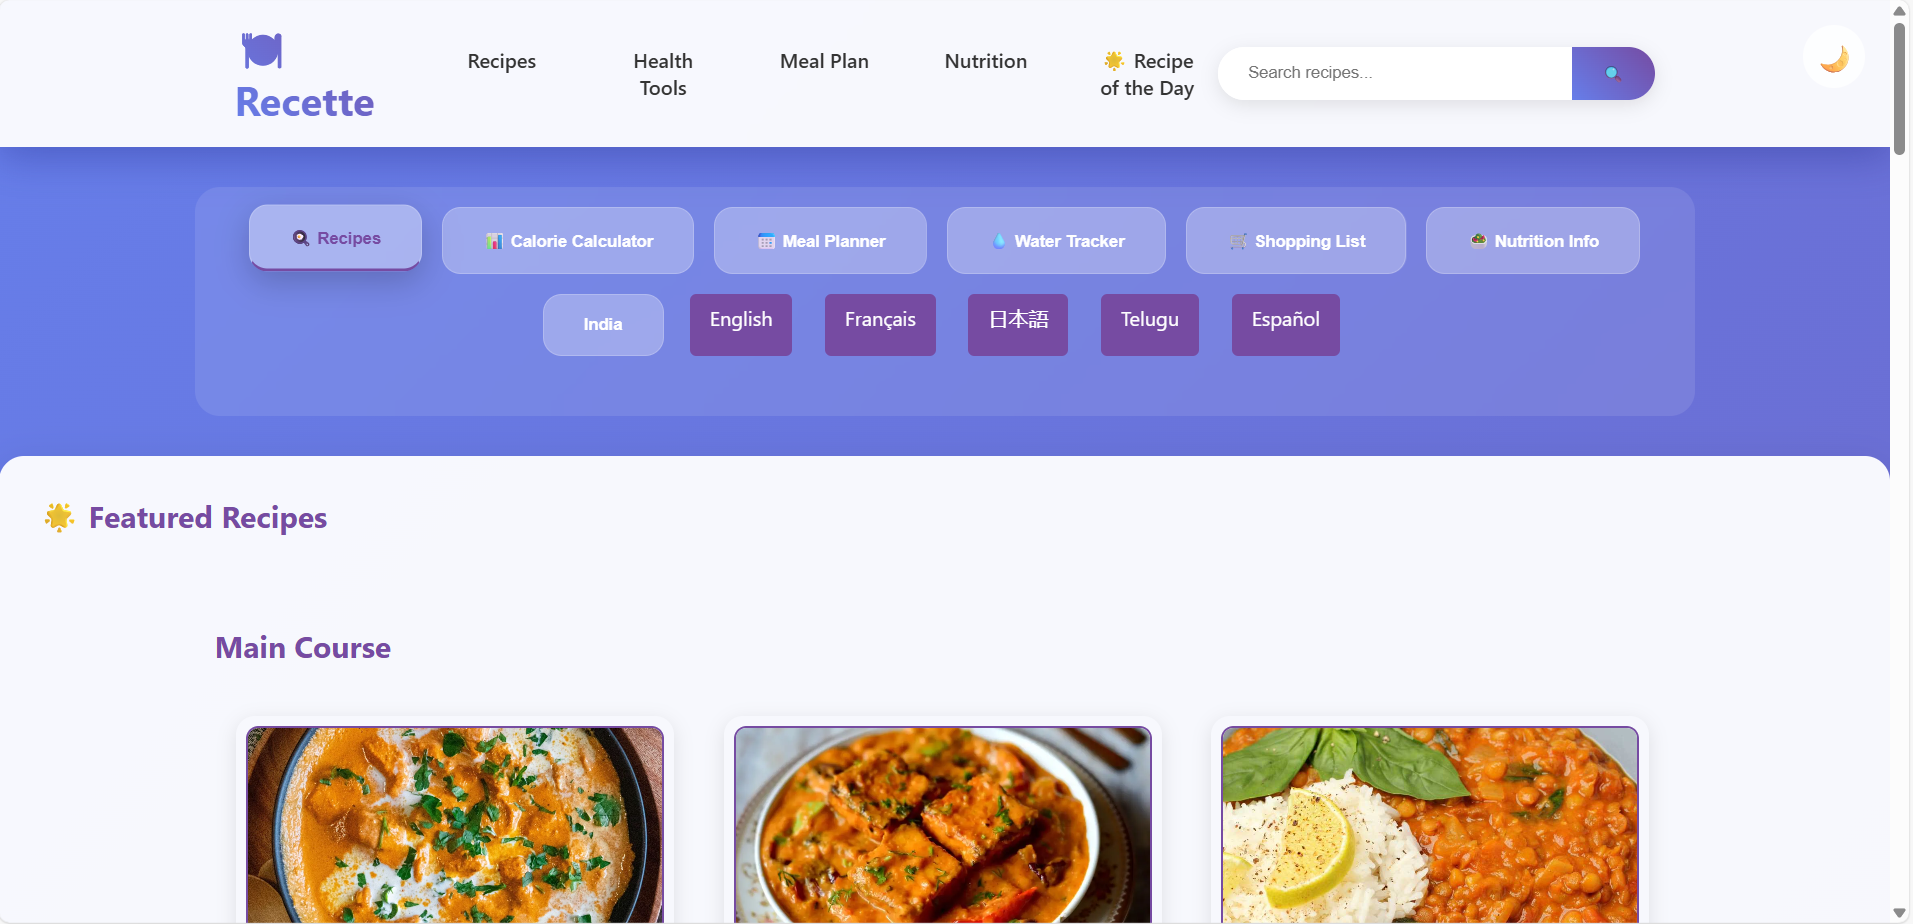 Recette
Recipes
Health
Tools
Meal Plan
Nutrition
🌟 Recipe
of the Day
Search recipes...
Recipes
Calorie Calculator
Meal Planner
Water Tracker
Shopping List
Nutrition Info
India
English
Français
日本語
Telugu
Español
🌟 Featured Recipes
Main Course